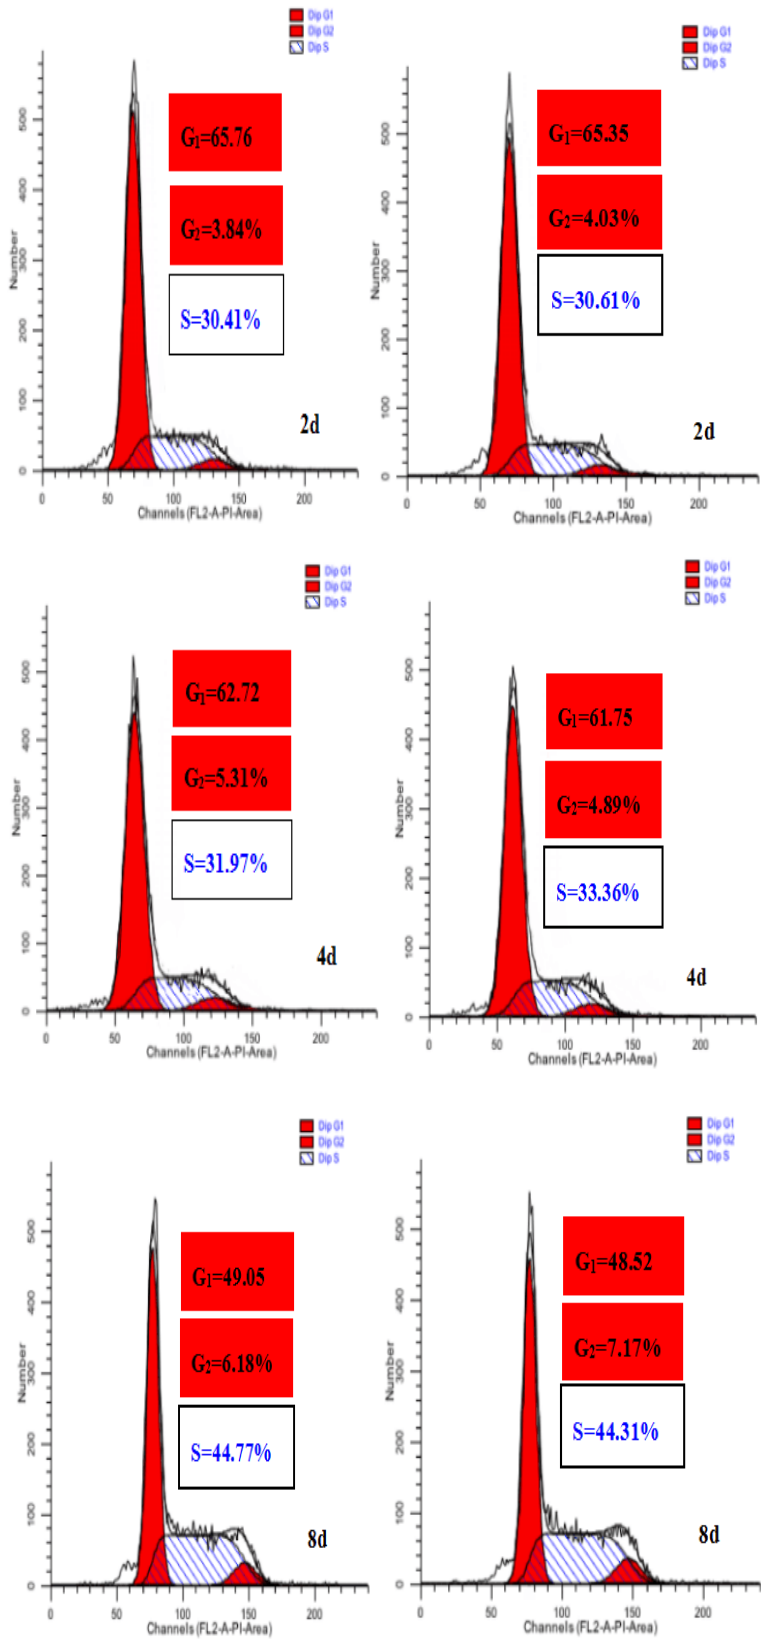 Dip G1
Dip G2
Dip S
G₁=65.76
G₂=3.84%
S=30.41%
2d
Number
500
400
300
200
100
0
0 50 100 150 200
Channels (FL2-A-PI-Area)
Dip G1
Dip G2
Dip S
G₁=65.35
G₂=4.03%
S=30.61%
2d
Number
500
400
300
200
100
0
0 50 100 150 200
Channels (FL2-A-PI-Area)
Dip G1
Dip G2
Dip S
G₁=62.72
G₂=5.31%
S=31.97%
4d
Number
500
400
300
200
100
0
0 50 100 150 200
Channels (FL2-A-PI-Area)
Dip G1
Dip G2
Dip S
G₁=61.75
G₂=4.89%
S=33.36%
4d
Number
500
400
300
200
100
0
0 50 100 150 200
Channels (FL2-A-PI-Area)
Dip G1
Dip G2
Dip S
G₁=49.05
G₂=6.18%
S=44.77%
8d
Number
500
400
300
200
100
0
0 50 100 150 200
Channels (FL2-A-PI-Area)
Dip G1
Dip G2
Dip S
G₁=48.52
G₂=7.17%
S=44.31%
8d
Number
500
400
300
200
100
0
0 50 100 150 200
Channels (FL2-A-PI-Area)